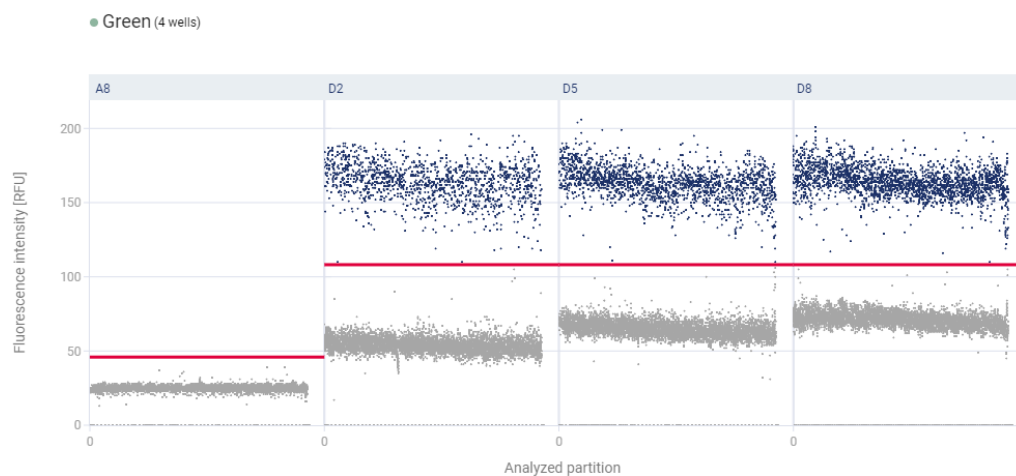 Green (4 wells)
A8 D2 D5 D8
Fluorescence intensity [RFU]
200
150
100
50
0
0 0 0 0
Analyzed partition